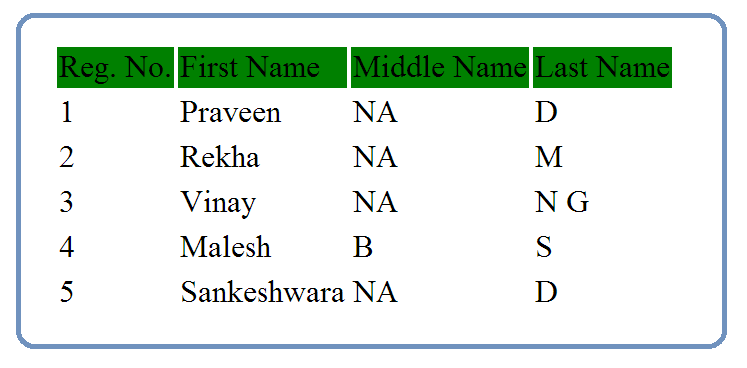 Reg. No. First Name Middle Name Last Name
1 Praveen NA D
2 Rekha NA M
3 Vinay NA N G
4 Malesh B S
5 Sankeshwara NA D